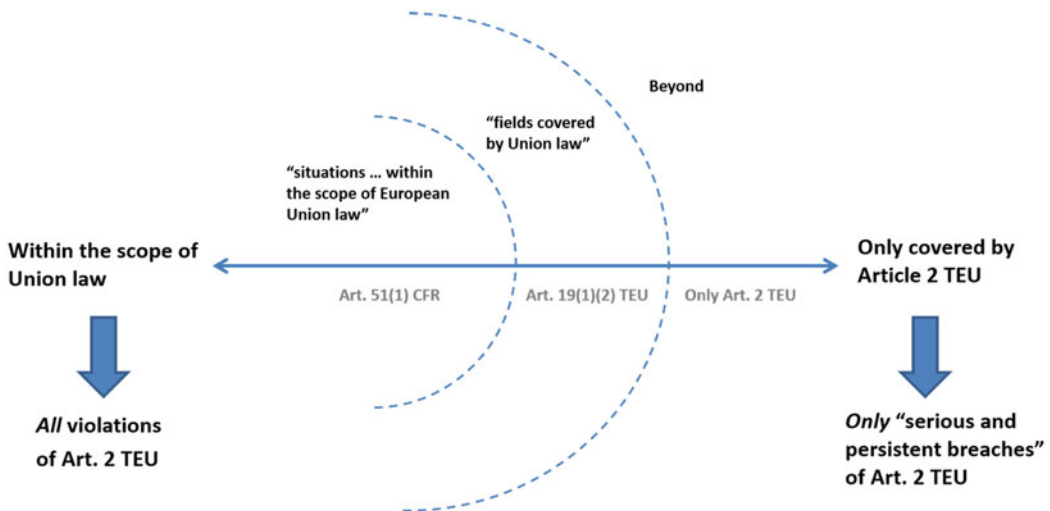 Beyond
“fields covered
by Union law”
“situations ... within
the scope of European
Union law”
Within the scope of
Union law
Only covered by
Article 2 TEU
Art. 51(1) CFR
Art. 19(1)(2) TEU
Only Art. 2 TEU
All violations
of Art. 2 TEU
Only “serious and
persistent breaches”
of Art. 2 TEU